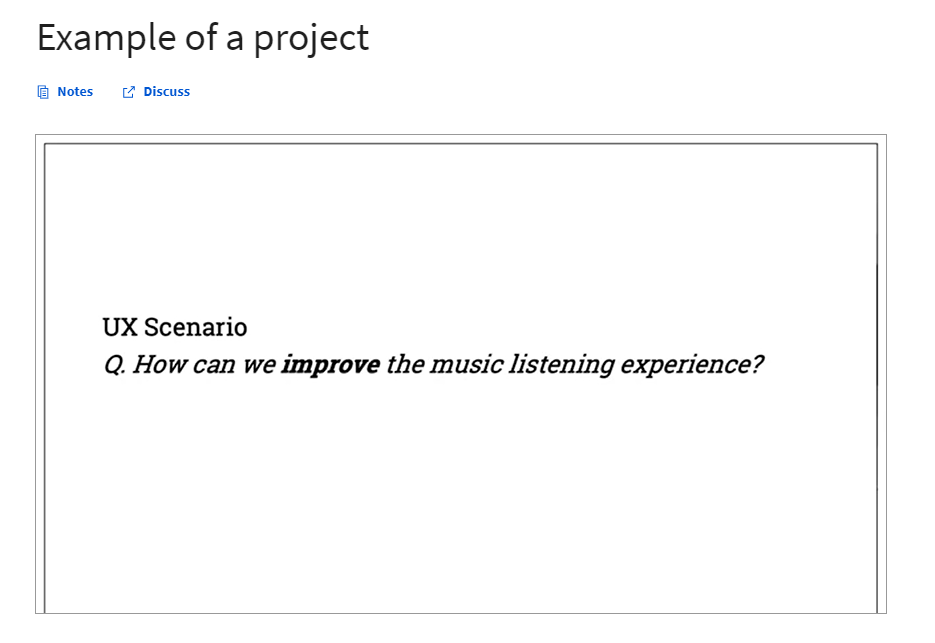 Example of a project
Notes Discuss
UX Scenario
Q. How can we improve the music listening experience?